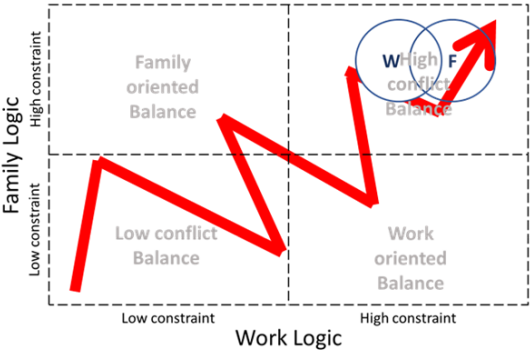 Family Logic
High constraint
Low constraint
Family
oriented
Balance
W
F
High
conflict
Balance
Low conflict
Balance
Work
oriented
Balance
Low constraint
High constraint
Work Logic